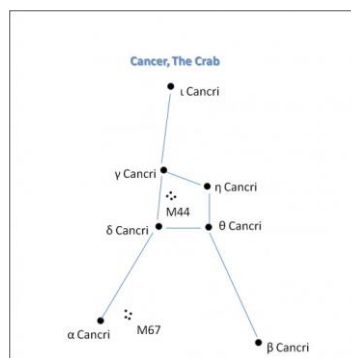 Cancer, The Crab
ι Cancri
γ Cancri
η Cancri
M44
δ Cancri
θ Cancri
α Cancri
M67
β Cancri